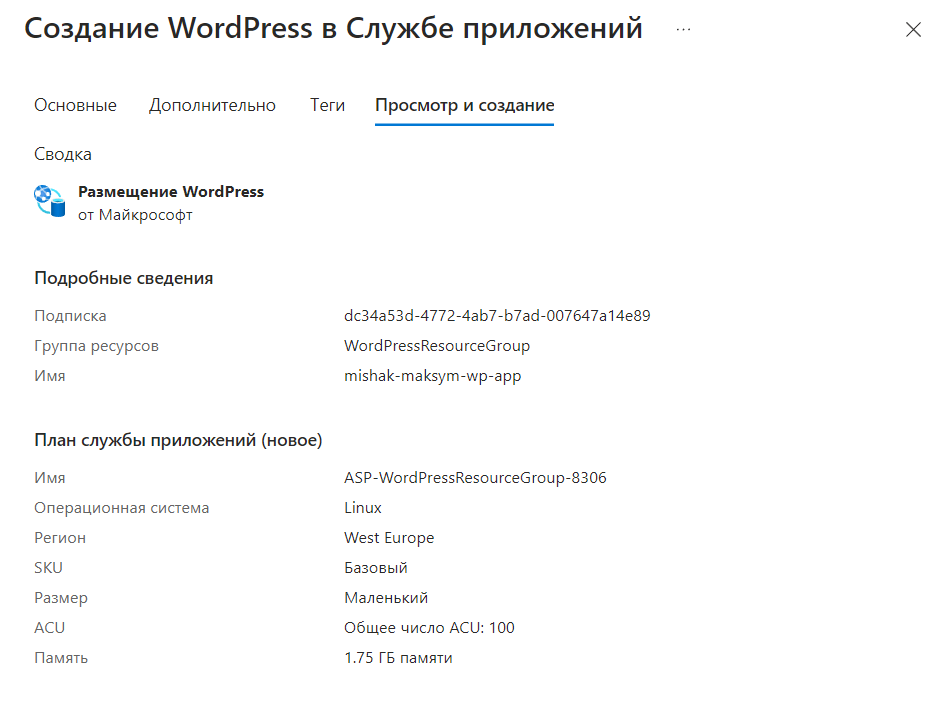 Создание WordPress в Службе приложений ...
Основные Дополнительно Теги Просмотр и создание
Сводка
Размещение WordPress
от Майкрософт
Подробные сведения
Подписка dc34a53d-4772-4ab7-b7ad-007647a14e89
Группа ресурсов WordPressResourceGroup
Имя mishak-maksym-wp-app
План службы приложений (новое)
Имя ASP-WordPressResourceGroup-8306
Операционная система Linux
Регион West Europe
SKU Базовый
Размер Маленький
ACU Общее число ACU: 100
Память 1.75 ГБ памяти